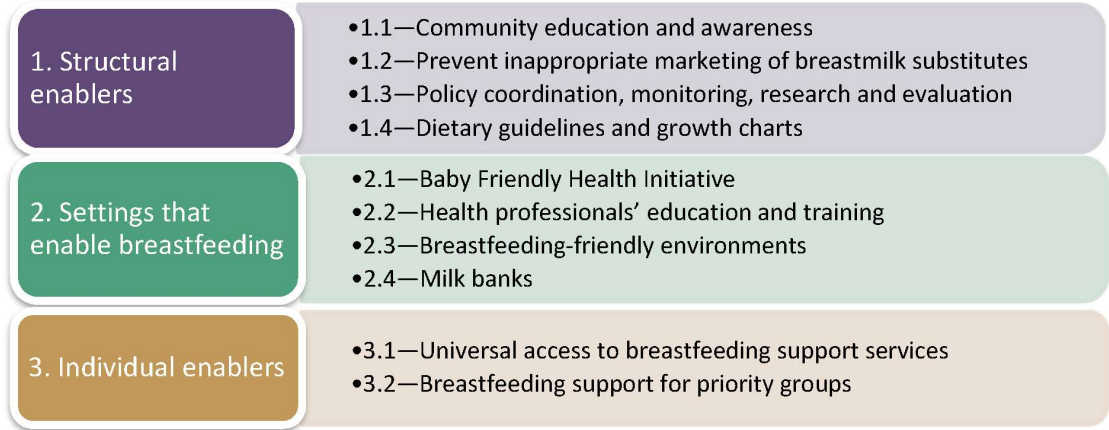 1. Structural
enablers
•1.1—Community education and awareness
•1.2—Prevent inappropriate marketing of breastmilk substitutes
•1.3—Policy coordination, monitoring, research and evaluation
•1.4—Dietary guidelines and growth charts
2. Settings that
enable breastfeeding
•2.1—Baby Friendly Health Initiative
•2.2—Health professionals’ education and training
•2.3—Breastfeeding-friendly environments
•2.4—Milk banks
3. Individual enablers
•3.1—Universal access to breastfeeding support services
•3.2—Breastfeeding support for priority groups